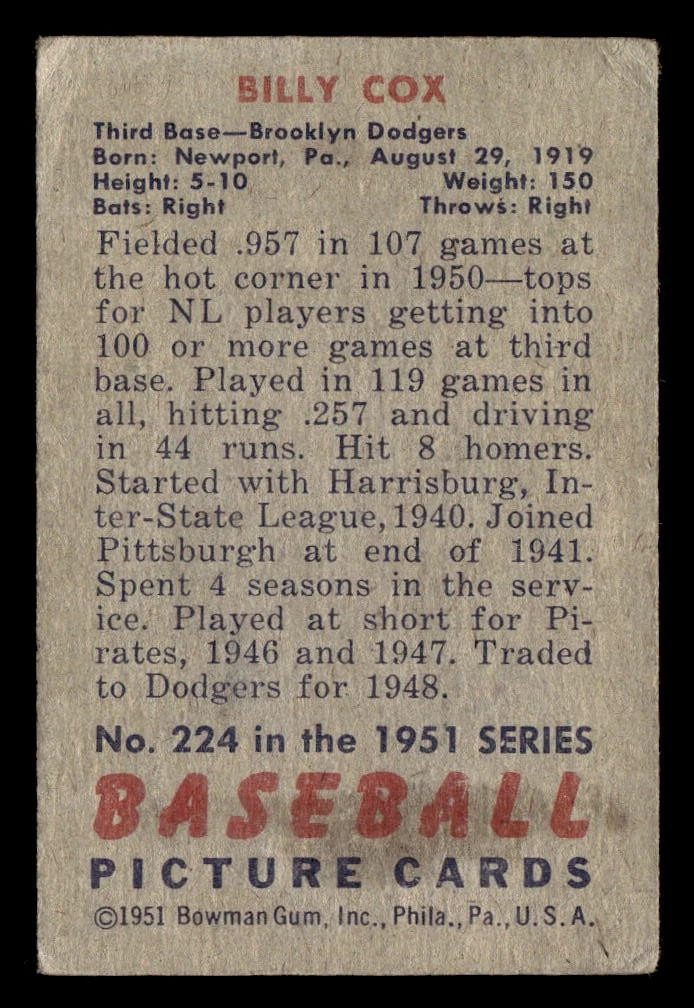 BILLY COX
Third Base—Brooklyn Dodgers
Born: Newport, Pa., August 29, 1919
Height: 5-10 Weight: 150
Bats: Right Throws: Right
Fielded .957 in 107 games at
the hot corner in 1950—tops
for NL players getting into
100 or more games at third
base. Played in 119 games in
all, hitting .257 and driving
in 44 runs. Hit 8 homers.
Started with Harrisburg, In-
ter-State League, 1940. Joined
Pittsburgh at end of 1941.
Spent 4 seasons in the serv-
ice. Played at short for Pi-
rates, 1946 and 1947. Traded
to Dodgers for 1948.
No. 224 in the 1951 SERIES
BASEBALL
PICTURE CARDS
©1951 Bowman Gum, Inc., Phila., Pa., U.S.A.